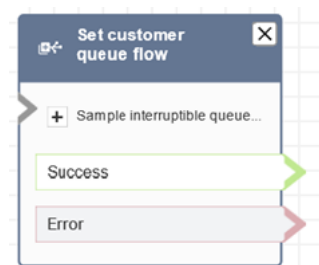 Set customer
queue flow
Sample interruptible queue...
Success
Error